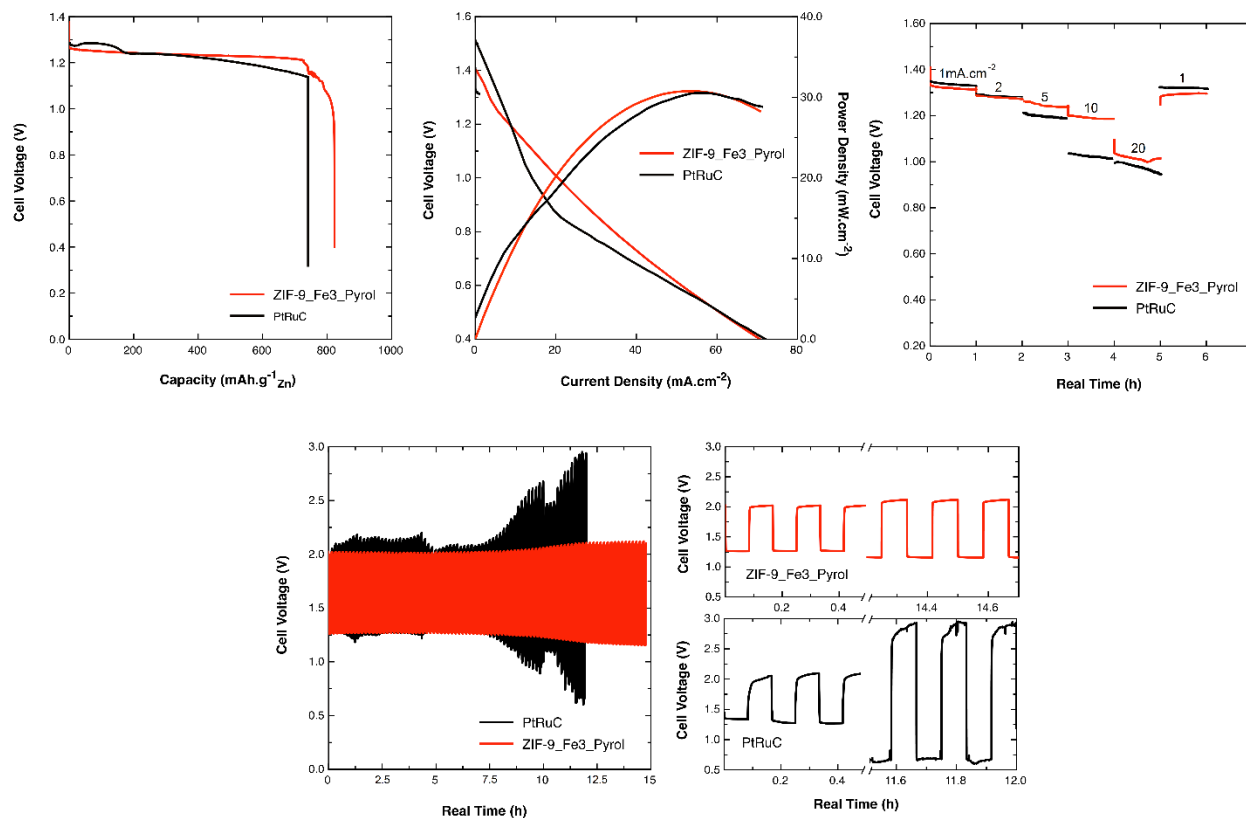 1.4
1.2
1.0
0.8
0.6
0.4
1.2
0.0
Cell Voltage (V)
ZIF-9_Fe3_Pyrol
PtRuC
0 200 400 600 800 1000
Capacity (mAh.g⁻¹Zn)
1.6
1.4
1.2
1.0
0.8
0.6
0.4
Cell Voltage (V)
40.0
30.0
20.0
10.0
0.0
Power Density (mW.cm⁻²)
ZIF-9_Fe3_Pyrol
PtRuC
0 20 40 60 80
Current Density (mA.cm⁻²)
1.60
1.40
1.20
1.00
0.80
0.60
0.40
0.20
Cell Voltage (V)
1mA.cm⁻²
2
5
10
20
1
ZIF-9_Fe3_Pyrol
PtRuC
0 1 2 3 4 5 6
Real Time (h)
3.0
2.5
2.0
1.5
1.0
0.5
0.0
Cell Voltage (V)
PtRuC
ZIF-9_Fe3_Pyrol
0 2.5 5.0 7.5 10 12.5 15
Real Time (h)
3.0
2.5
2.0
1.5
1.0
0.5
Cell Voltage (V)
ZIF-9_Fe3_Pyrol
0.2 0.4 14.4 14.6
3.0
2.5
2.0
1.5
1.0
0.5
Cell Voltage (V)
PtRuC
0.2 0.4 11.6 11.8 12.0
Real Time (h)